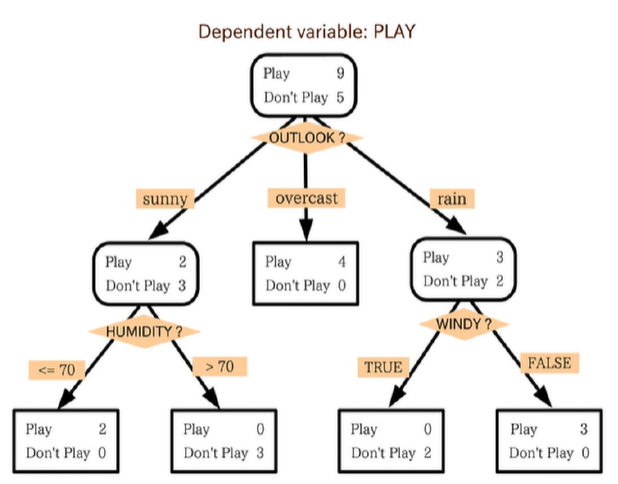 Dependent variable: PLAY
Play 9
Don't Play 5
OUTLOOK ?
sunny
overcast
rain
Play 2
Don't Play 3
Play 4
Don't Play 0
Play 3
Don't Play 2
HUMIDITY ?
WINDY ?
<= 70
> 70
TRUE
FALSE
Play 2
Don't Play 0
Play 0
Don't Play 3
Play 0
Don't Play 2
Play 3
Don't Play 0